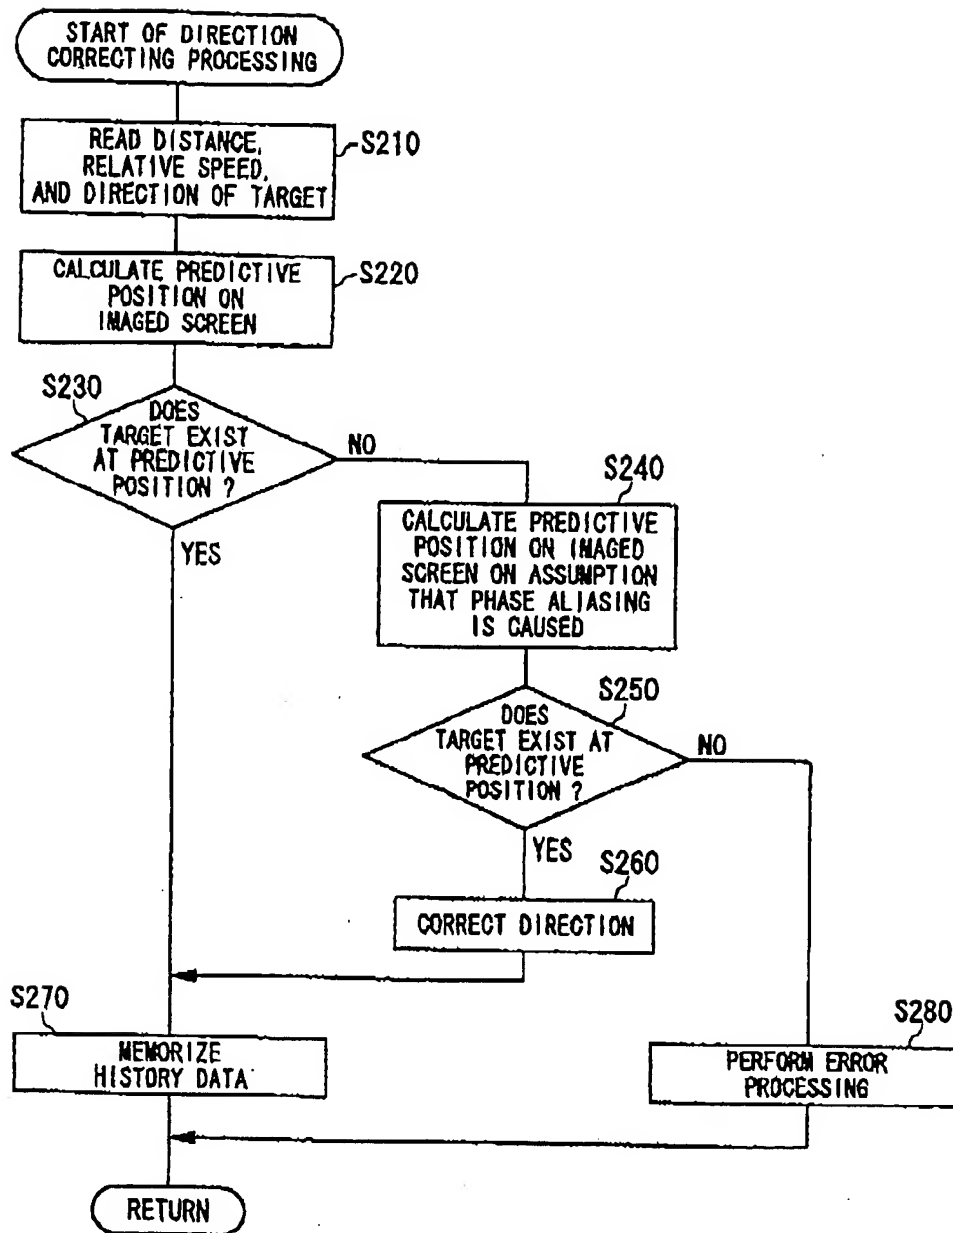 START OF DIRECTION
CORRECTING PROCESSING
READ DISTANCE,
RELATIVE SPEED,
AND DIRECTION OF TARGET
S210
CALCULATE PREDICTIVE
POSITION ON
IMAGED SCREEN
S220
S230
DOES
TARGET EXIST
AT PREDICTIVE
POSITION ?
NO
YES
S240
CALCULATE PREDICTIVE
POSITION ON IMAGED
SCREEN ON ASSUMPTION
THAT PHASE ALIASING
IS CAUSED
S250
DOES
TARGET EXIST AT
PREDICTIVE
POSITION ?
NO
YES
S260
CORRECT DIRECTION
S270
MEMORIZE
HISTORY DATA
S280
PERFORM ERROR
PROCESSING
RETURN